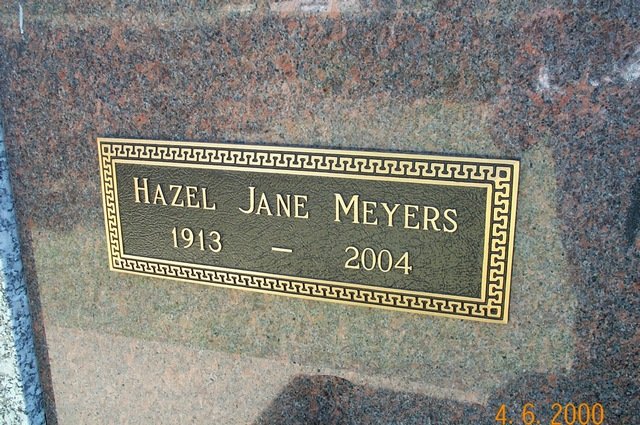 HAZEL JANE MEYERS
1913 — 2004
4. 6. 2000